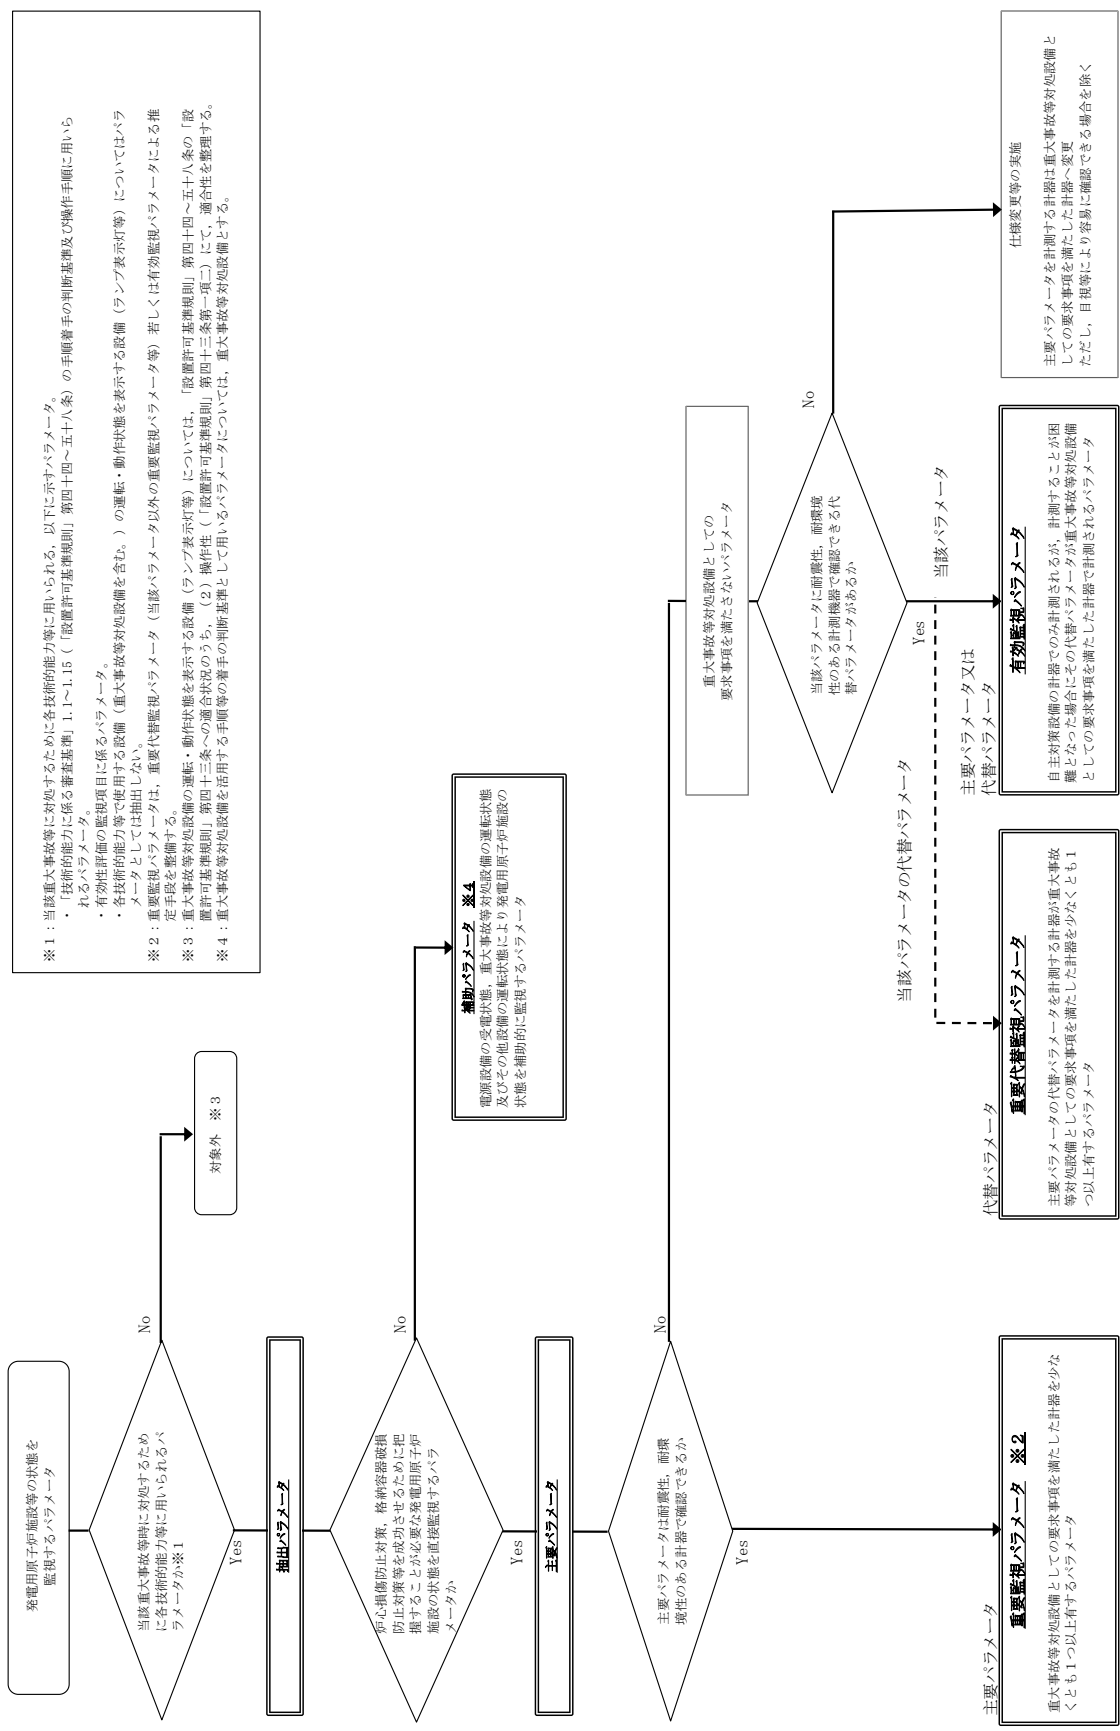 発電用原子炉施設等の状態を
監視するパラメータ
当該重大事故等時に対処するため
に各技術的能力等に用いられるパ
ラメータか※1
No
対象外 ※3
Yes
抽出パラメータ
炉心損傷防止対策,格納容器破損
防止対策等を成功させるために把
握することが必要な発電用原子炉
施設の状態を直接監視するパラ
メータか
No
補助パラメータ ※4
電源設備の受電状態,重大事故等対処設備の運転状態
及びその他設備の運転状態により発電用原子炉施設の
状態を補助的に監視するパラメータ
Yes
主要パラメータ
主要パラメータは耐震性,耐環
境性のある計器で確認できるか
No
Yes
重大事故等対処設備としての
要求事項を満たさないパラメータ
当該パラメータに耐震性,耐環境
性のある計測機器で確認できる代
替パラメータがあるか
No
Yes
当該パラメータ
当該パラメータの代替パラメータ
主要パラメータ
重要監視パラメータ ※2
重大事故等対処設備としての要求事項を満たした計器を少な
くとも1つ以上有するパラメータ
代替パラメータ
重要代替監視パラメータ
主要パラメータの代替パラメータを計測する計器が重大事故
等対処設備としての要求事項を満たした計器を少なくとも1
つ以上有するパラメータ
主要パラメータ又は
代替パラメータ
有効監視パラメータ
自主対策設備の計器でのみ計測されるが,計測することが困
難となった場合にその代替パラメータが重大事故等対処設備
としての要求事項を満たした計器で計測されるパラメータ
仕様変更等の実施
主要パラメータを計測する計器は重大事故等対処設備と
しての要求事項を満たした計器へ変更
ただし,目視等により容易に確認できる場合を除く
※1:当該重大事故等に対処するために各技術的能力等に用いられる,以下に示すパラメータ。
・「技術的能力に係る審査基準」1.1~1.15(「設置許可基準規則」第四十四~五十八条)の手順着手の判断基準及び操作手順に用いら
れるパラメータ。
・有効性評価の監視項目に係るパラメータ。
・各技術的能力等で使用する設備(重大事故等対処設備を含む。)の運転・動作状態を表示する設備(ランプ表示灯等)についてはパラ
メータとしては抽出しない。
※2:重要監視パラメータは,重要代替監視パラメータ(当該パラメータ以外の重要監視パラメータ等)若しくは有効監視パラメータによる推
定手段を整備する。
※3:重大事故等対処設備の運転・動作状態を表示する設備(ランプ表示灯等)については,「設置許可基準規則」第四十四~五十八条の「設
置許可基準規則」第四十三条への適合状況のうち,(2)操作性(「設置許可基準規則」第四十三条第一項二)にて,適合性を整理する。
※4:重大事故等対処設備を活用する手順等の着手の判断基準として用いるパラメータについては,重大事故等対処設備とする。